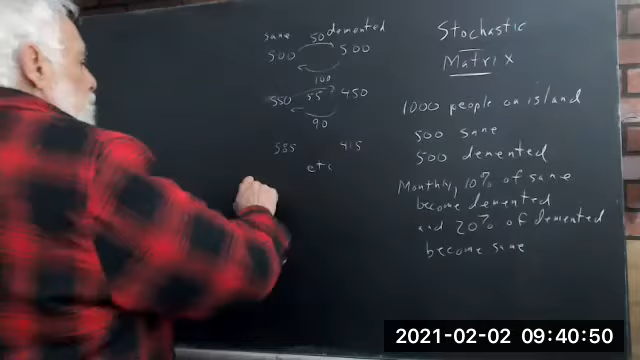 sane 50 demented
500 500
100
550 55 450
90
585 415
etc
Stochastic
Matrix
1000 people on island
500 sane
500 demented
Monthly, 10% of sane
become demented
and 20% of demented
become sane
2021-02-02 09:40:50